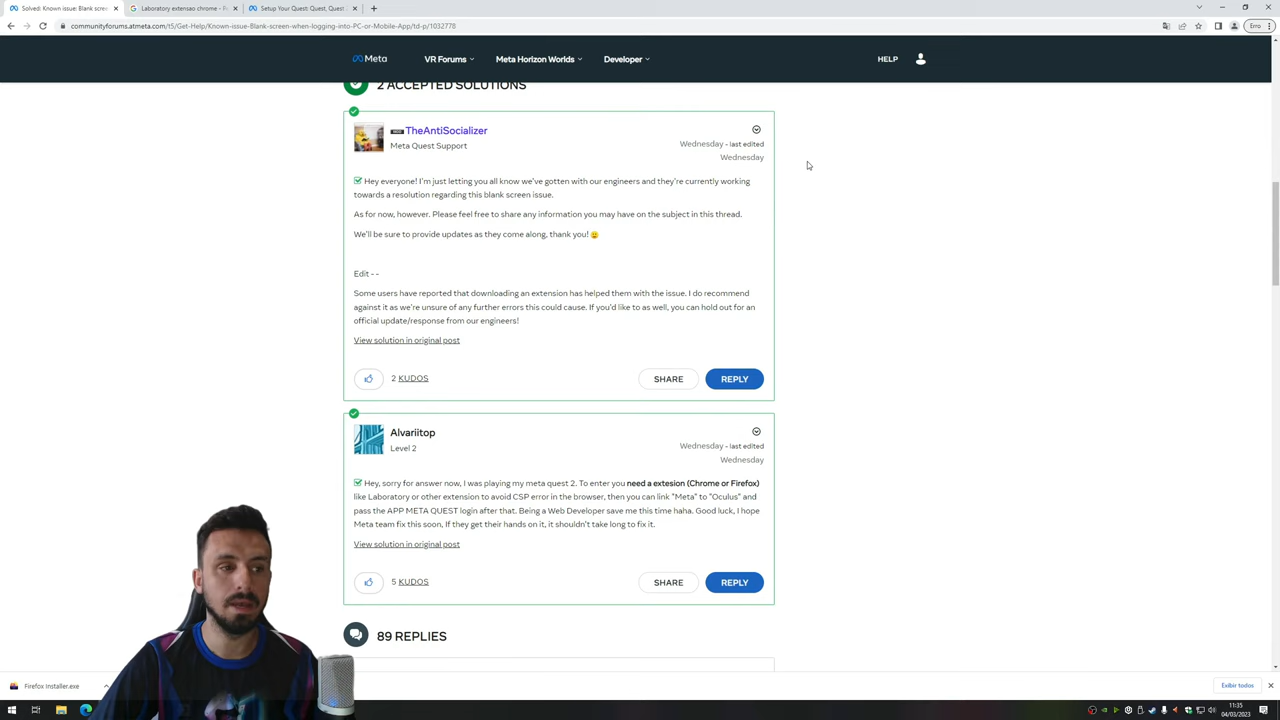 Solved: Known issue: Blank scree
Laboratory extensao chrome - P
Setup Your Quest: Quest, Quest
communityforums.atmeta.com/t5/Get-Help/Known-issue-Blank-screen-when-logging-into-PC-or-Mobile-App/td-p/1032778
Erro
Meta
VR Forums
Meta Horizon Worlds
Developer
HELP
2 ACCEPTED SOLUTIONS
TheAntiSocializer
Meta Quest Support
Wednesday - last edited
Wednesday
Hey everyone! I'm just letting you all know we've gotten with our engineers and they're currently working
towards a resolution regarding this blank screen issue.
As for now, however. Please feel free to share any information you may have on the subject in this thread.
We'll be sure to provide updates as they come along, thank you! 🙂
Edit - -
Some users have reported that downloading an extension has helped them with the issue. I do recommend
against it as we're unsure of any further errors this could cause. If you'd like to as well, you can hold out for an
official update/response from our engineers!
View solution in original post
2 KUDOS
SHARE
REPLY
Alvariitop
Level 2
Wednesday - last edited
Wednesday
Hey, sorry for answer now, I was playing my meta quest 2. To enter you need a extesion (Chrome or Firefox)
like Laboratory or other extension to avoid CSP error in the browser, then you can link "Meta" to "Oculus" and
pass the APP META QUEST login after that. Being a Web Developer save me this time haha. Good luck, I hope
Meta team fix this soon, If they get their hands on it, it shouldn't take long to fix it.
View solution in original post
5 KUDOS
SHARE
REPLY
89 REPLIES
Firefox Installer.exe
Exibir todos
11:35
04/03/2023